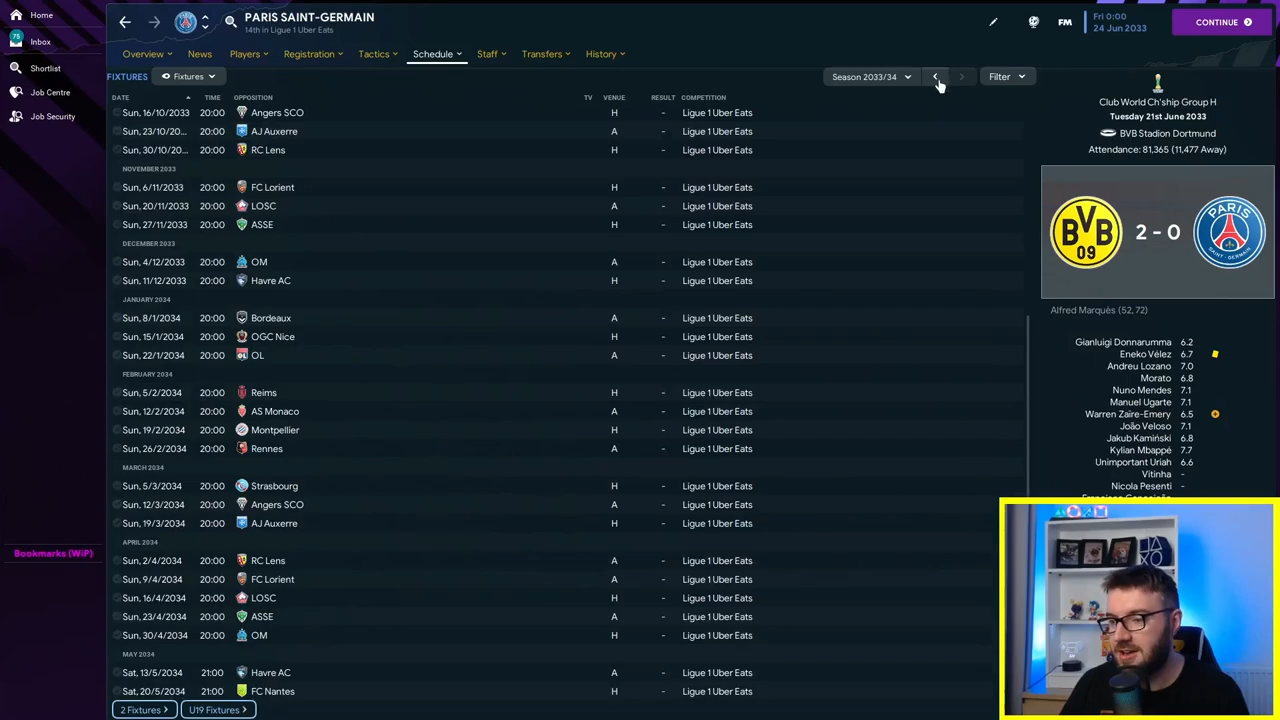 Home
PARIS SAINT-GERMAIN
14th in Ligue 1 Uber Eats
FM
Fri 0:00
24 Jun 2033
CONTINUE
75
Inbox
Shortlist
Job Centre
Job Security
Bookmarks (WiP)
Overview News Players Registration Tactics Schedule Staff Transfers History
FIXTURES Fixtures Season 2033/34 Filter
DATE TIME OPPOSITION TV VENUE RESULT COMPETITION
Sun, 16/10/2033 20:00 Angers SCO H - Ligue 1 Uber Eats
Sun, 23/10/20... 20:00 AJ Auxerre A - Ligue 1 Uber Eats
Sun, 30/10/20... 20:00 RC Lens H - Ligue 1 Uber Eats
NOVEMBER 2033
Sun, 6/11/2033 20:00 FC Lorient H - Ligue 1 Uber Eats
Sun, 20/11/2033 20:00 LOSC A - Ligue 1 Uber Eats
Sun, 27/11/2033 20:00 ASSE H - Ligue 1 Uber Eats
DECEMBER 2033
Sun, 4/12/2033 20:00 OM A - Ligue 1 Uber Eats
Sun, 11/12/2033 20:00 Havre AC H - Ligue 1 Uber Eats
JANUARY 2034
Sun, 8/1/2034 20:00 Bordeaux A - Ligue 1 Uber Eats
Sun, 15/1/2034 20:00 OGC Nice H - Ligue 1 Uber Eats
Sun, 22/1/2034 20:00 OL A - Ligue 1 Uber Eats
FEBRUARY 2034
Sun, 5/2/2034 20:00 Reims H - Ligue 1 Uber Eats
Sun, 12/2/2034 20:00 AS Monaco A - Ligue 1 Uber Eats
Sun, 19/2/2034 20:00 Montpellier H - Ligue 1 Uber Eats
Sun, 26/2/2034 20:00 Rennes A - Ligue 1 Uber Eats
MARCH 2034
Sun, 5/3/2034 20:00 Strasbourg H - Ligue 1 Uber Eats
Sun, 12/3/2034 20:00 Angers SCO A - Ligue 1 Uber Eats
Sun, 19/3/2034 20:00 AJ Auxerre H - Ligue 1 Uber Eats
APRIL 2034
Sun, 2/4/2034 20:00 RC Lens A - Ligue 1 Uber Eats
Sun, 9/4/2034 20:00 FC Lorient A - Ligue 1 Uber Eats
Sun, 16/4/2034 20:00 LOSC H - Ligue 1 Uber Eats
Sun, 23/4/2034 20:00 ASSE A - Ligue 1 Uber Eats
Sun, 30/4/2034 20:00 OM H - Ligue 1 Uber Eats
MAY 2034
Sat, 13/5/2034 21:00 Havre AC A - Ligue 1 Uber Eats
Sat, 20/5/2034 21:00 FC Nantes H - Ligue 1 Uber Eats
2 Fixtures U19 Fixtures
Club World Ch'ship Group H
Tuesday 21st June 2033
BVB Stadion Dortmund
Attendance: 81,365 (11,477 Away)
BVB
09
2 - 0
PARIS
SAINT-GERMAIN
Alfred Marquès (52, 72)
Gianluigi Donnarumma 6.2
Eneko Vélez 6.7
Andreu Lozano 7.0
Morato 6.8
Nuno Mendes 7.1
Manuel Ugarte 7.1
Warren Zaïre-Emery 6.5
João Veloso 7.1
Jakub Kamiński 6.8
Kylian Mbappé 7.7
Unimportant Uriah 6.6
Vitinha -
Nicola Pesenti -